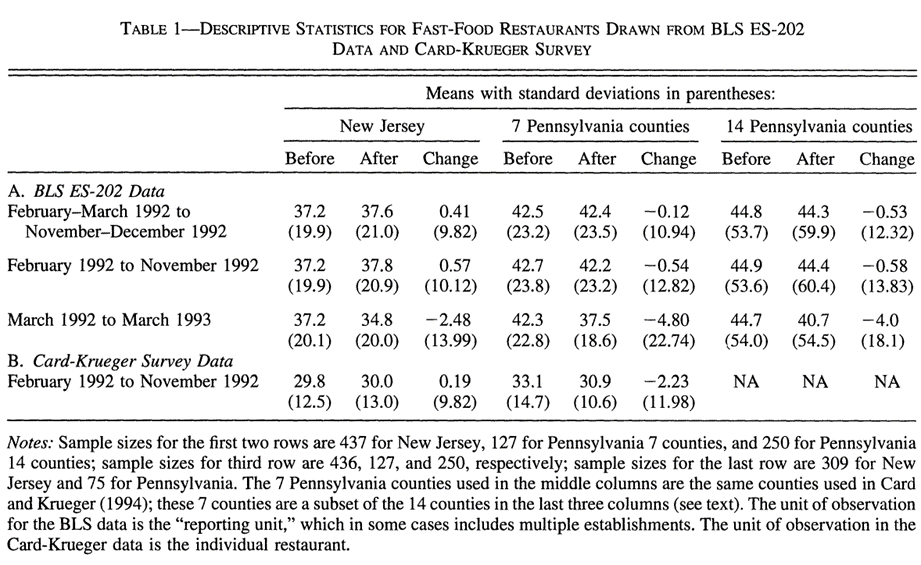 TABLE 1—DESCRIPTIVE STATISTICS FOR FAST-FOOD RESTAURANTS DRAWN FROM BLS ES-202
DATA AND CARD-KRUEGER SURVEY
Means with standard deviations in parentheses:
New Jersey 7 Pennsylvania counties 14 Pennsylvania counties
Before After Change Before After Change Before After Change
A. BLS ES-202 Data
February–March 1992 to 37.2 37.6 0.41 42.5 42.4 −0.12 44.8 44.3 −0.53
November–December 1992 (19.9) (21.0) (9.82) (23.2) (23.5) (10.94) (53.7) (59.9) (12.32)
February 1992 to November 1992 37.2 37.8 0.57 42.7 42.2 −0.54 44.9 44.4 −0.58
(19.9) (20.9) (10.12) (23.8) (23.2) (12.82) (53.6) (60.4) (13.83)
March 1992 to March 1993 37.2 34.8 −2.48 42.3 37.5 −4.80 44.7 40.7 −4.0
(20.1) (20.0) (13.99) (22.8) (18.6) (22.74) (54.0) (54.5) (18.1)
B. Card-Krueger Survey Data
February 1992 to November 1992 29.8 30.0 0.19 33.1 30.9 −2.23 NA NA NA
(12.5) (13.0) (9.82) (14.7) (10.6) (11.98)
Notes: Sample sizes for the first two rows are 437 for New Jersey, 127 for Pennsylvania 7 counties, and 250 for Pennsylvania
14 counties; sample sizes for third row are 436, 127, and 250, respectively; sample sizes for the last row are 309 for New
Jersey and 75 for Pennsylvania. The 7 Pennsylvania counties used in the middle columns are the same counties used in Card
and Krueger (1994); these 7 counties are a subset of the 14 counties in the last three columns (see text). The unit of observation
for the BLS data is the “reporting unit,” which in some cases includes multiple establishments. The unit of observation in the
Card-Krueger data is the individual restaurant.